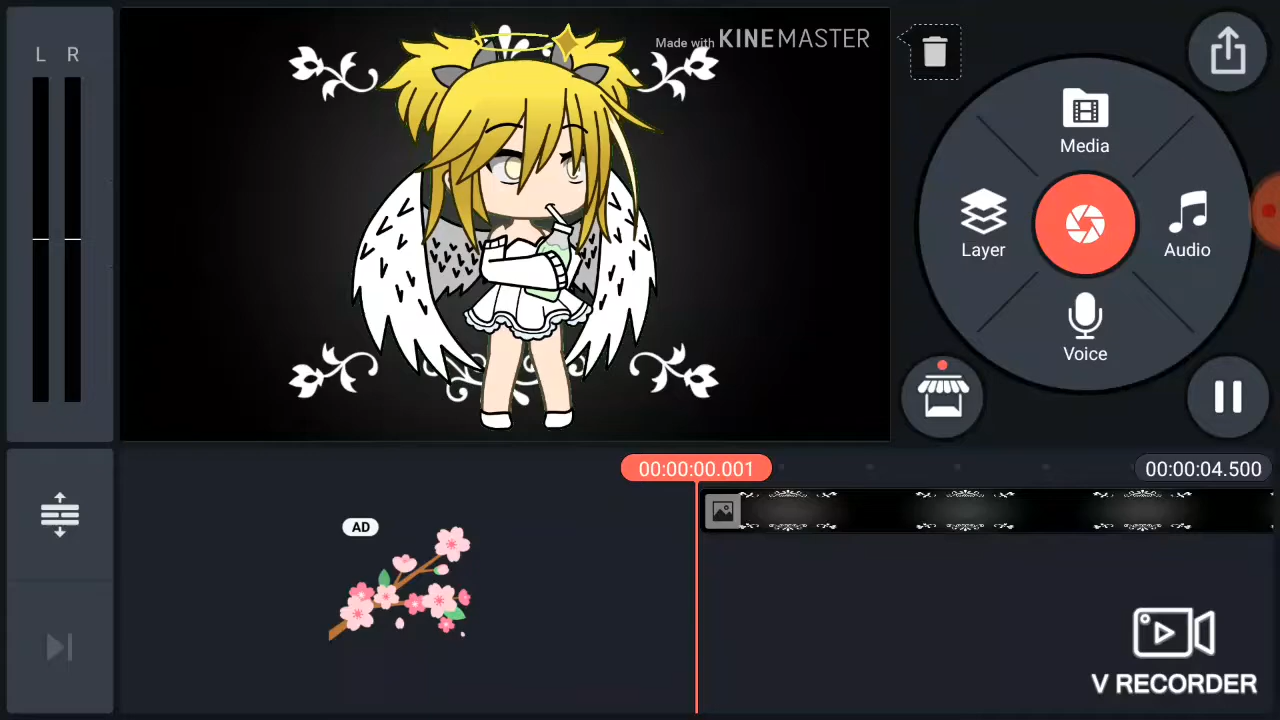 L R
Made with KINEMASTER
Media
Layer
Audio
Voice
00:00:00.001
00:00:04.500
AD
V RECORDER